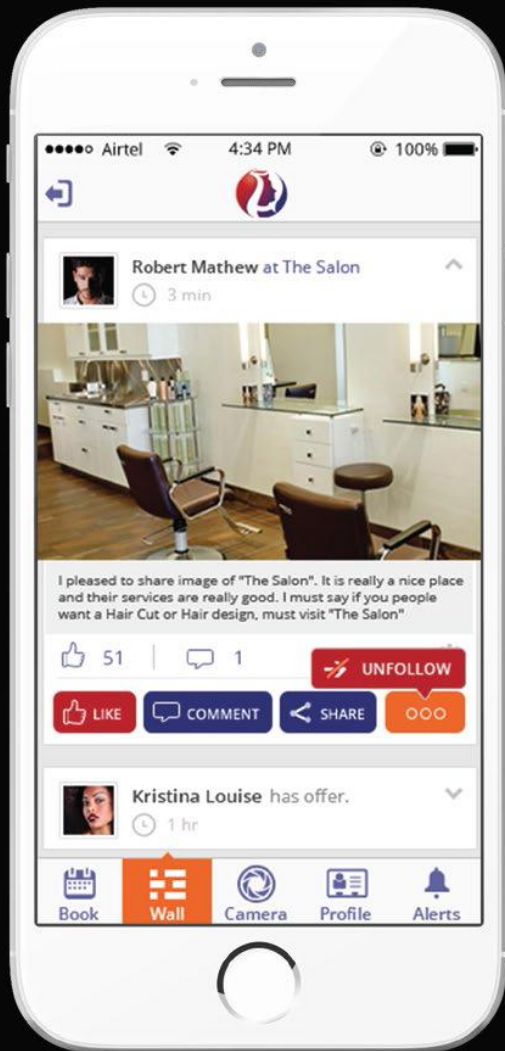 Airtel 4:34 PM 100%
Robert Mathew at The Salon
3 min
I pleased to share image of "The Salon". It is really a nice place
and their services are really good. I must say if you people
want a Hair Cut or Hair design, must visit "The Salon"
51 1
UNFOLLOW
LIKE COMMENT SHARE
Kristina Louise has offer.
1 hr
Book Wall Camera Profile Alerts